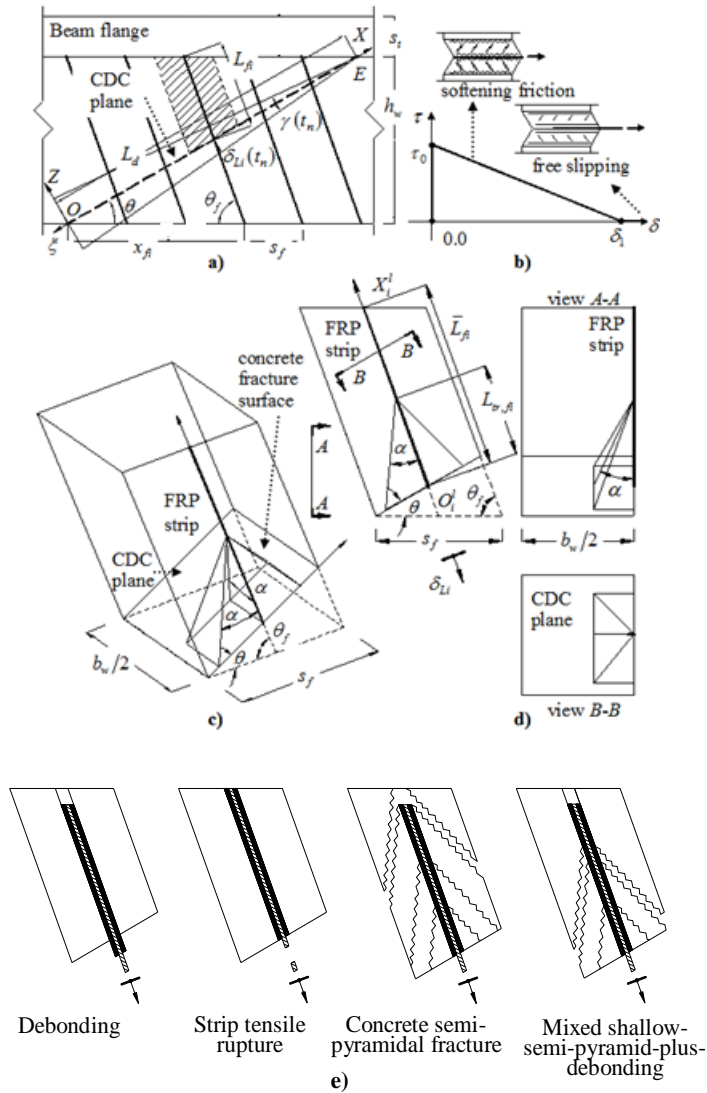 Beam flange
X
s_t
L_fi
E
CDC
plane
γ(t_n)
h_w
L_d
δ_Li(t_n)
Z
O
θ
θ_f
ξ
x_fi
s_f
a)
softening friction
τ
τ_0
free slipping
0.0
δ_1
δ
b)
concrete
fracture
surface
FRP
strip
CDC
plane
α
α
θ_f
θ
b_w/2
s_f
c)
X_i^l
FRP
strip
B
B
L̄_fi
L_tr,fi
A
A
α
θ
O_i^l
θ_f
s_f
δ_Li
d)
view A-A
FRP
strip
α
b_w/2
CDC
plane
view B-B
Debonding
Strip tensile
rupture
Concrete semi-
pyramidal fracture
Mixed shallow-
semi-pyramid-plus-
debonding
e)